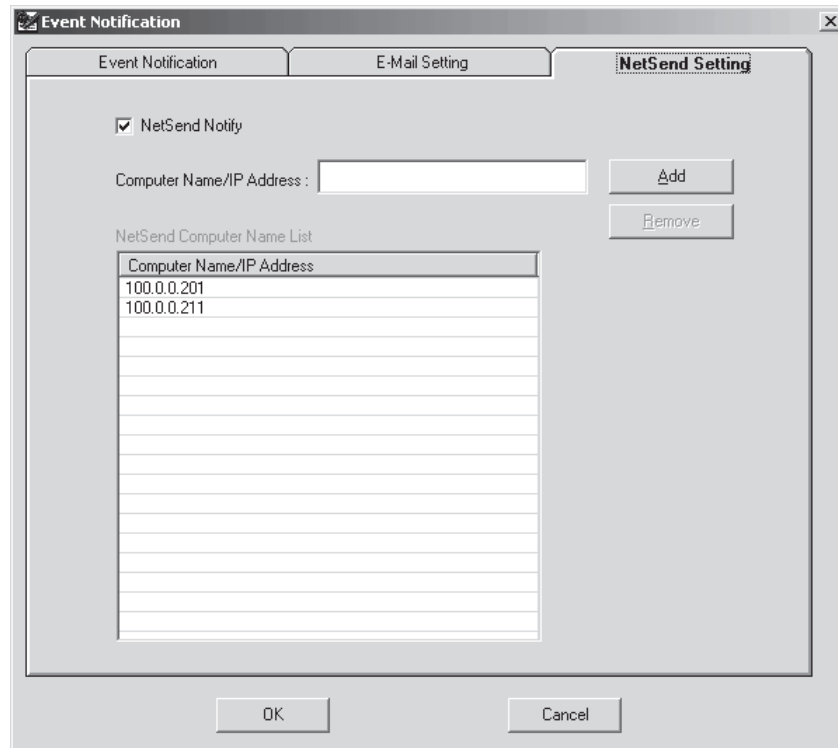 Event Notification
Event Notification
E-Mail Setting
NetSend Setting
NetSend Notify
Computer Name/IP Address :
Add
Remove
NetSend Computer Name List
Computer Name/IP Address
100.0.0.201
100.0.0.211
OK
Cancel